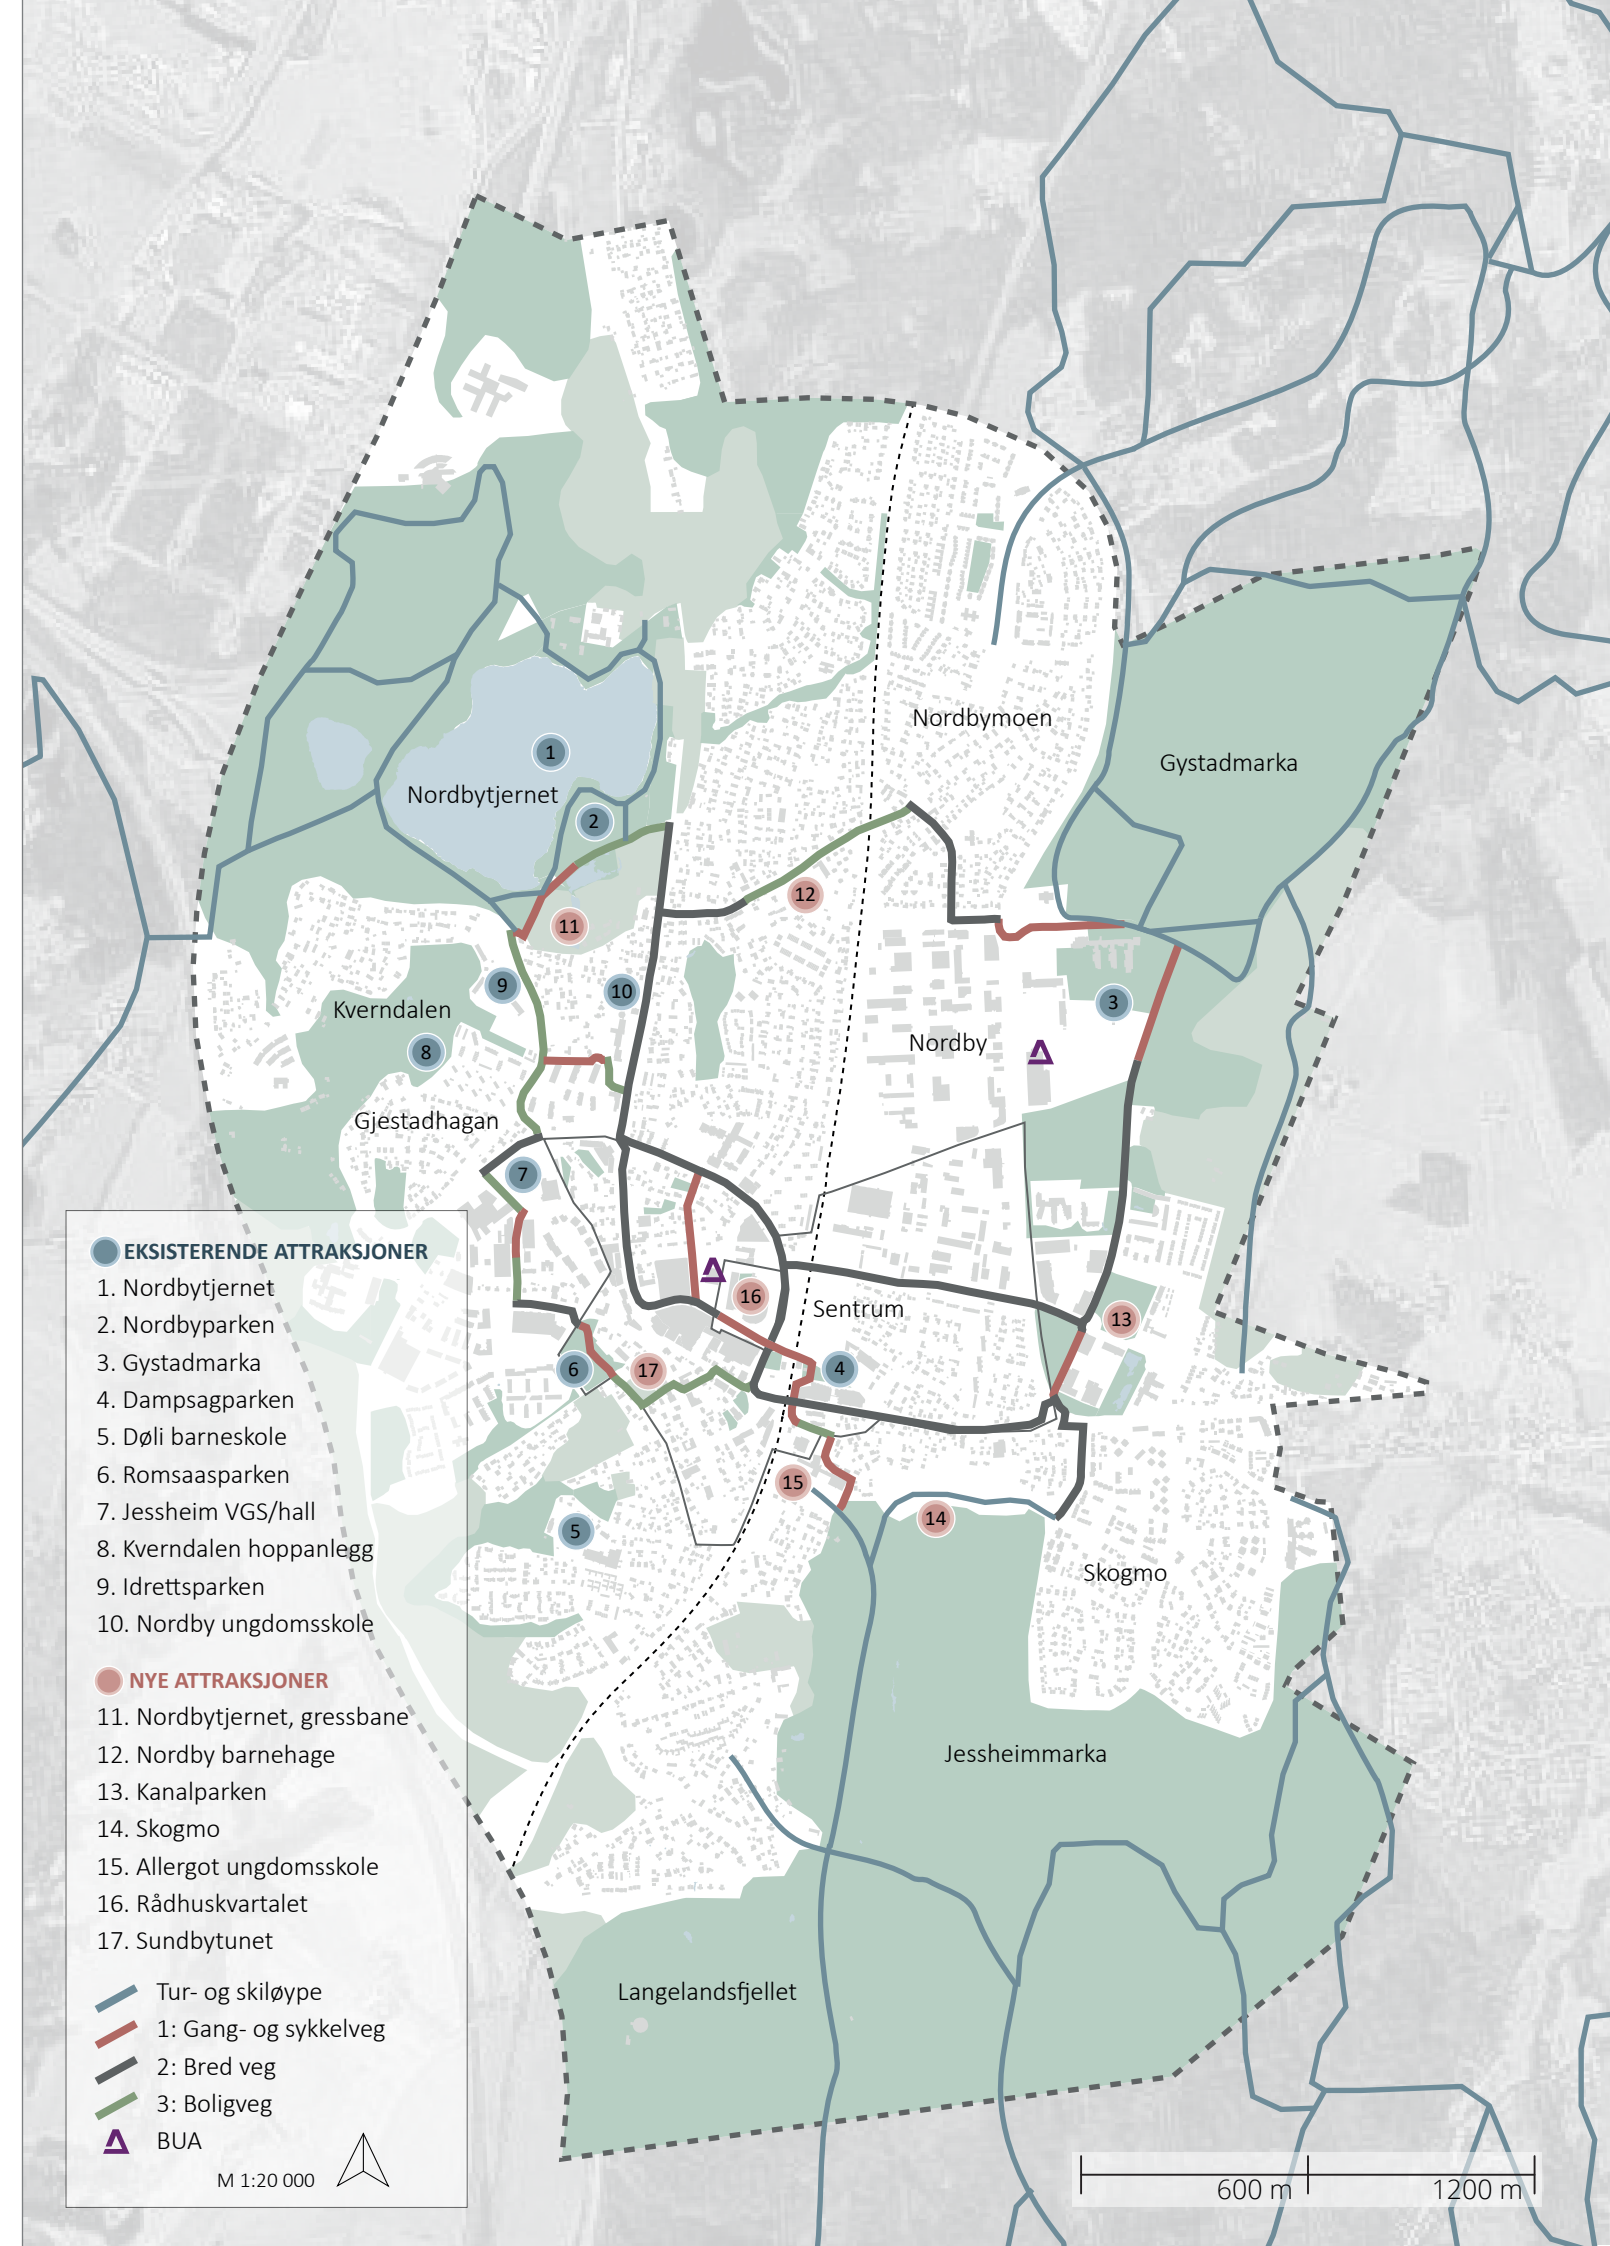 Nordbymoen
Gystadmarka
1
Nordbytjernet
2
12
11
9
10
3
Kverndalen
Nordby
8
Gjestadhagan
7
16
Sentrum
13
6
17
4
15
14
5
Skogmo
Jessheimmarka
Langelandsfjellet
EKSISTERENDE ATTRAKSJONER
1. Nordbytjernet
2. Nordbyparken
3. Gystadmarka
4. Dampsagparken
5. Døli barneskole
6. Romsaasparken
7. Jessheim VGS/hall
8. Kverndalen hoppanlegg
9. Idrettsparken
10. Nordby ungdomsskole
NYE ATTRAKSJONER
11. Nordbytjernet, gressbane
12. Nordby barnehage
13. Kanalparken
14. Skogmo
15. Allergot ungdomsskole
16. Rådhuskvartalet
17. Sundbytunet
Tur- og skiløype
1: Gang- og sykkelveg
2: Bred veg
3: Boligveg
BUA
M 1:20 000
600 m
1200 m